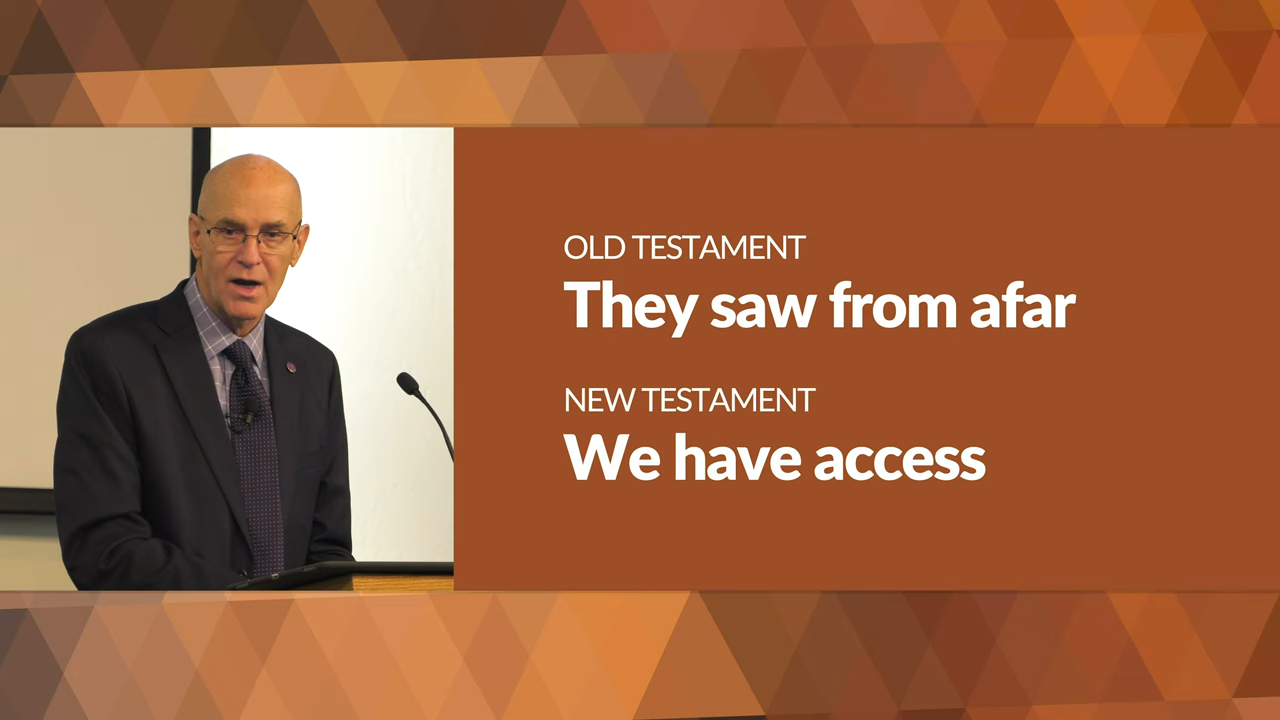 OLD TESTAMENT
They saw from afar
NEW TESTAMENT
We have access